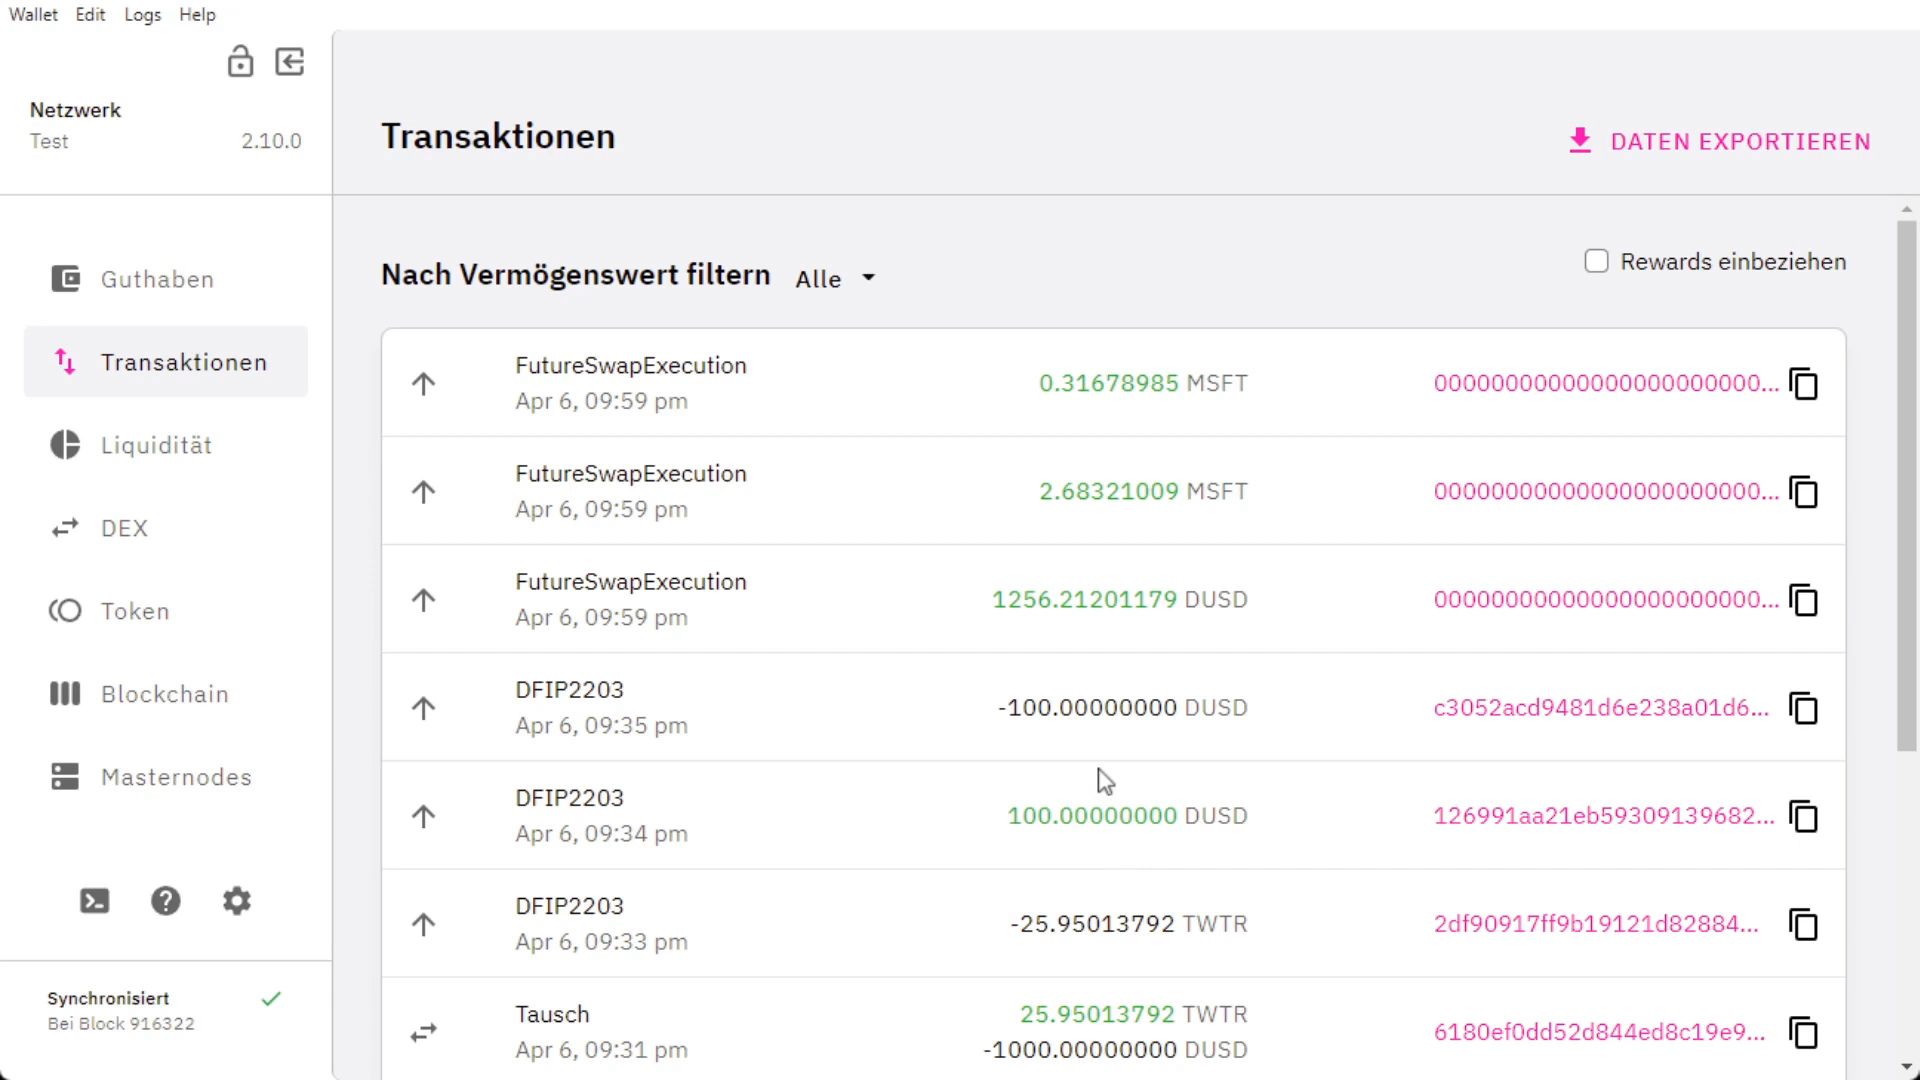 Wallet Edit Logs Help
Netzwerk
Test 2.10.0
Transaktionen
DATEN EXPORTIEREN
Guthaben
Transaktionen
Liquidität
DEX
Token
Blockchain
Masternodes
Synchronisiert
Bei Block 916322
Nach Vermögenswert filtern Alle
Rewards einbeziehen
FutureSwapExecution
Apr 6, 09:59 pm
0.31678985 MSFT
000000000000000000000000...
FutureSwapExecution
Apr 6, 09:59 pm
2.68321009 MSFT
000000000000000000000000...
FutureSwapExecution
Apr 6, 09:59 pm
1256.21201179 DUSD
000000000000000000000000...
DFIP2203
Apr 6, 09:35 pm
-100.00000000 DUSD
c3052acd9481d6e238a01d6...
DFIP2203
Apr 6, 09:34 pm
100.00000000 DUSD
126991aa21eb59309139682...
DFIP2203
Apr 6, 09:33 pm
-25.95013792 TWTR
2df90917ff9b19121d82884...
Tausch
Apr 6, 09:31 pm
25.95013792 TWTR
-1000.00000000 DUSD
6180ef0dd52d844ed8c19e9...